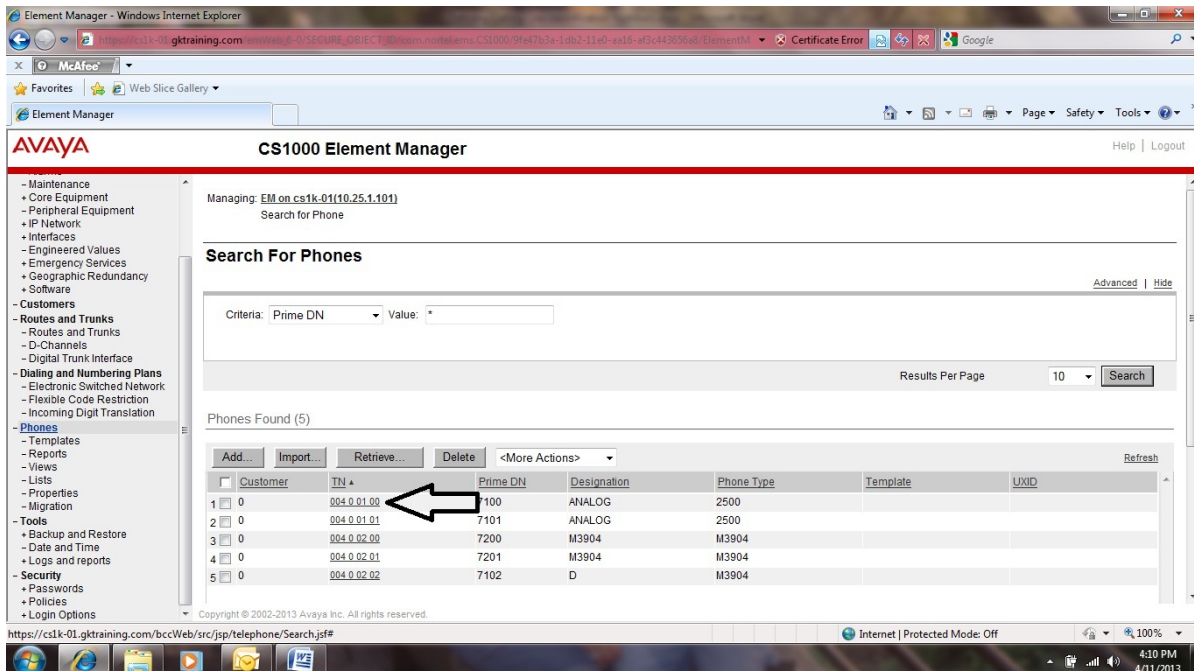 Element Manager - Windows Internet Explorer
gktraining.com
Certificate Error
Google
X McAfee
Favorites Web Slice Gallery
Element Manager
Page Safety Tools
AVAYA
CS1000 Element Manager
Help | Logout
- Maintenance
+ Core Equipment
- Peripheral Equipment
+ IP Network
+ Interfaces
- Engineered Values
+ Emergency Services
+ Geographic Redundancy
+ Software
- Customers
- Routes and Trunks
- Routes and Trunks
- D-Channels
- Digital Trunk Interface
- Dialing and Numbering Plans
- Electronic Switched Network
- Flexible Code Restriction
- Incoming Digit Translation
- Phones
- Templates
- Reports
- Views
- Lists
- Properties
- Migration
- Tools
+ Backup and Restore
- Date and Time
+ Logs and reports
- Security
+ Passwords
+ Policies
+ Login Options
Managing: EM on cs1k-01(10.25.1.101)
Search for Phone
Search For Phones
Advanced | Hide
Criteria: Prime DN Value: *
Results Per Page 10 Search
Phones Found (5)
Add... Import... Retrieve... Delete <More Actions> Refresh
Customer TN Prime DN Designation Phone Type Template UXID
1 0 004 0 01 00 7100 ANALOG 2500
2 0 004 0 01 01 7101 ANALOG 2500
3 0 004 0 02 00 7200 M3904 M3904
4 0 004 0 02 01 7201 M3904 M3904
5 0 004 0 02 02 7102 D M3904
Copyright © 2002-2013 Avaya Inc. All rights reserved.
https://cs1k-01.gktraining.com/bccWeb/src/jsp/telephone/Search.jsf# Internet | Protected Mode: Off 100%
4:10 PM
4/11/2013